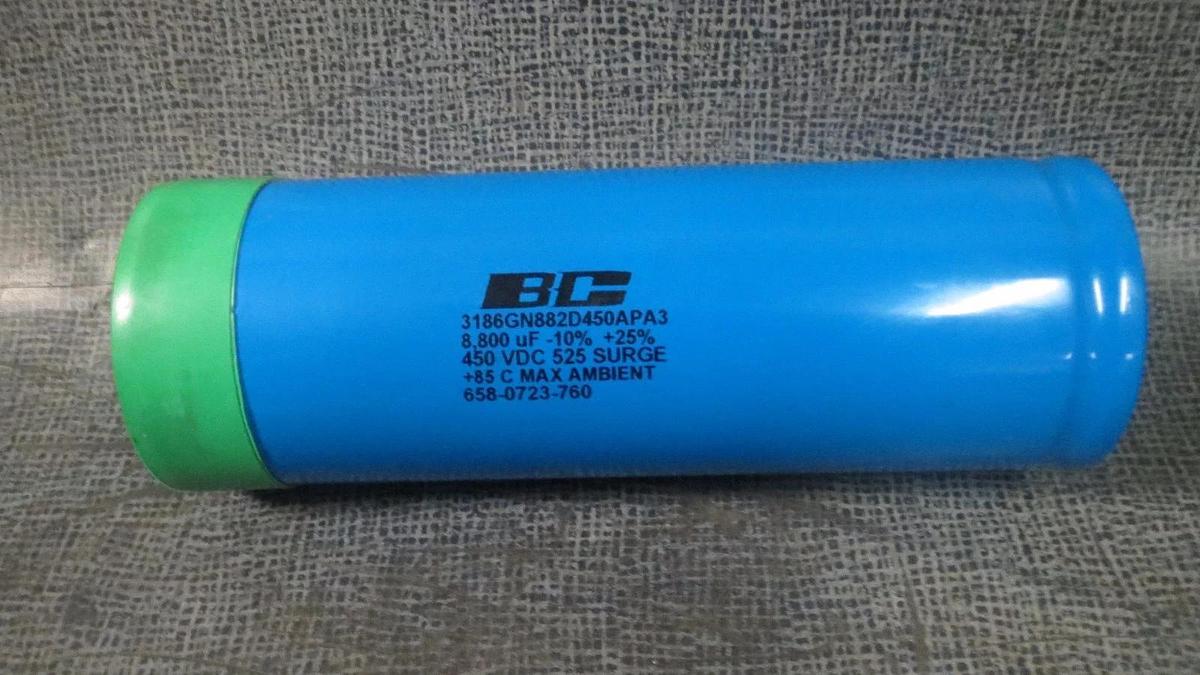 BC
3186GN882D450APA3
8,800 uF -10% +25%
450 VDC 525 SURGE
+85 C MAX AMBIENT
658-0723-760